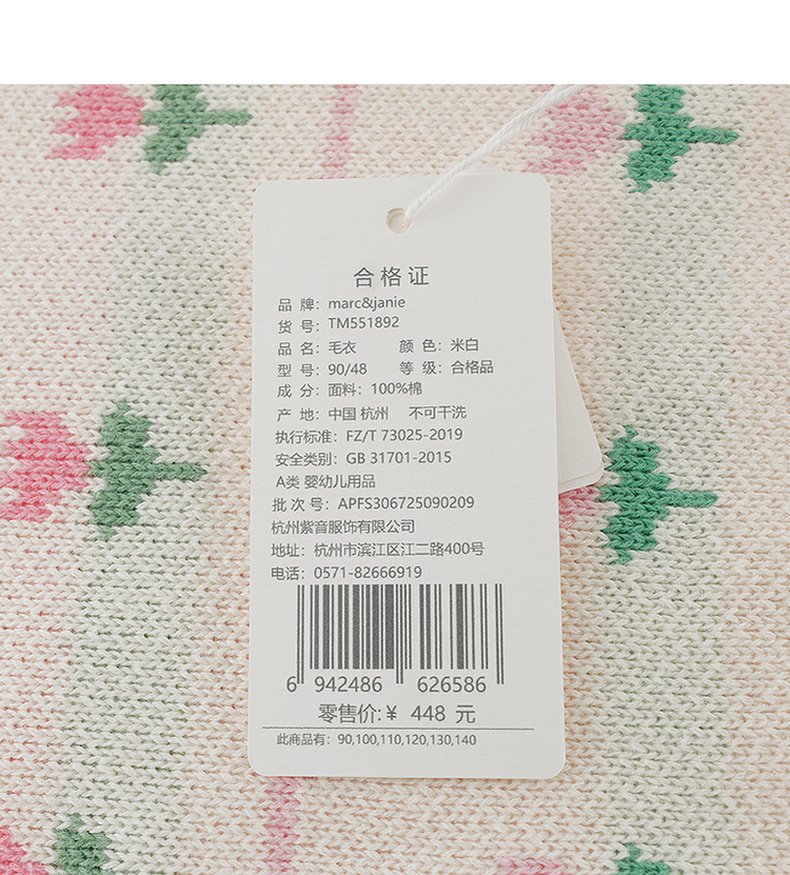 合格证
品 牌: marc&janie
货 号: TM551892
品 名: 毛衣 颜 色: 米白
型 号: 90/48 等 级: 合格品
成 分: 面料: 100%棉
产 地: 中国 杭州 不可干洗
执行标准: FZ/T 73025-2019
安全类别: GB 31701-2015
A类 婴幼儿用品
批 次 号: APFS306725090209
杭州紫音服饰有限公司
地址: 杭州市滨江区江二路400号
电话: 0571-82666919
6 942486 626586
零售价:¥ 448 元
此商品有: 90,100,110,120,130,140